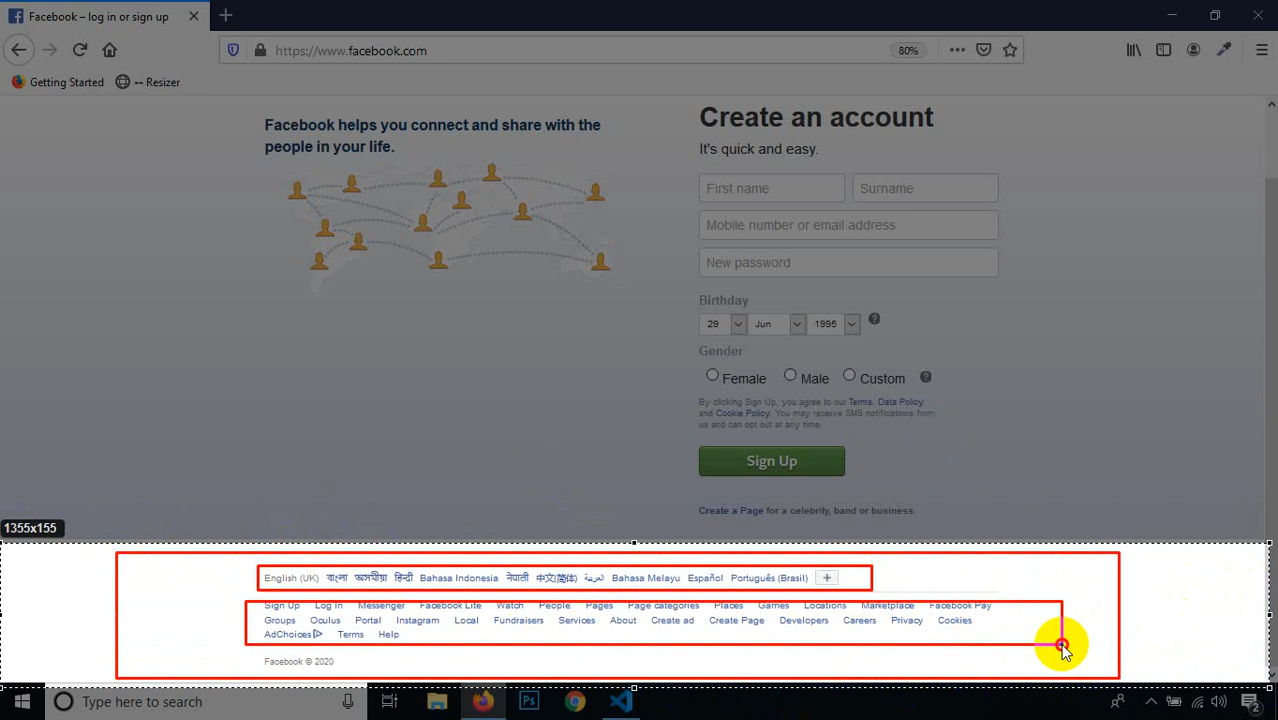 Facebook – log in or sign up
https://www.facebook.com
80%
Getting Started
↔ Resizer
Facebook helps you connect and share with the
people in your life.
Create an account
It's quick and easy.
First name
Surname
Mobile number or email address
New password
Birthday
29
Jun
1995
Gender
Female
Male
Custom
By clicking Sign Up, you agree to our Terms, Data Policy
and Cookie Policy. You may receive SMS notifications from
us and can opt out at any time.
Sign Up
Create a Page for a celebrity, band or business.
1355x155
English (UK) বাংলা অসমীয়া हिन्दी Bahasa Indonesia नेपाली 中文(简体) العربية Bahasa Melayu Español Português (Brasil) +
Sign Up Log In Messenger Facebook Lite Watch People Pages Page categories Places Games Locations Marketplace Facebook Pay
Groups Oculus Portal Instagram Local Fundraisers Services About Create ad Create Page Developers Careers Privacy Cookies
AdChoices Terms Help
Facebook © 2020
Type here to search
2